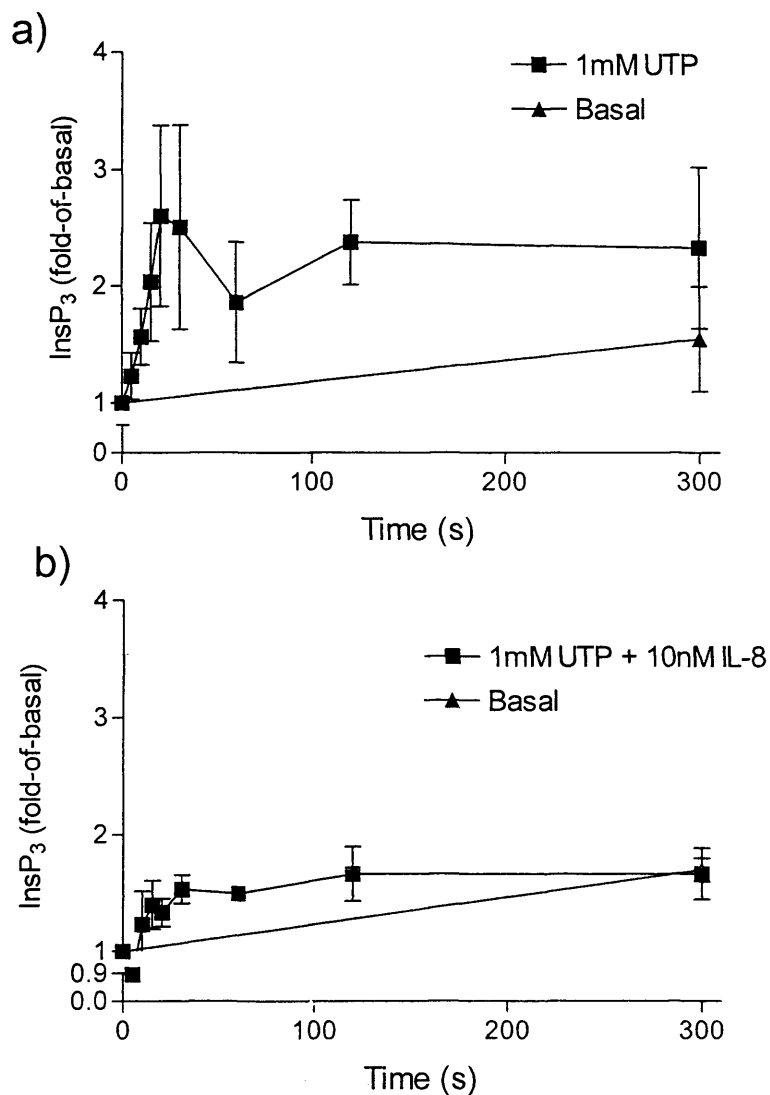 a)
4
3
2
1
0
InsP3 (fold-of-basal)
1mM UTP
Basal
0
100
200
300
Time (s)
b)
4
3
2
1
0.9
0.0
InsP3 (fold-of-basal)
1mM UTP + 10nM IL-8
Basal
0
100
200
300
Time (s)